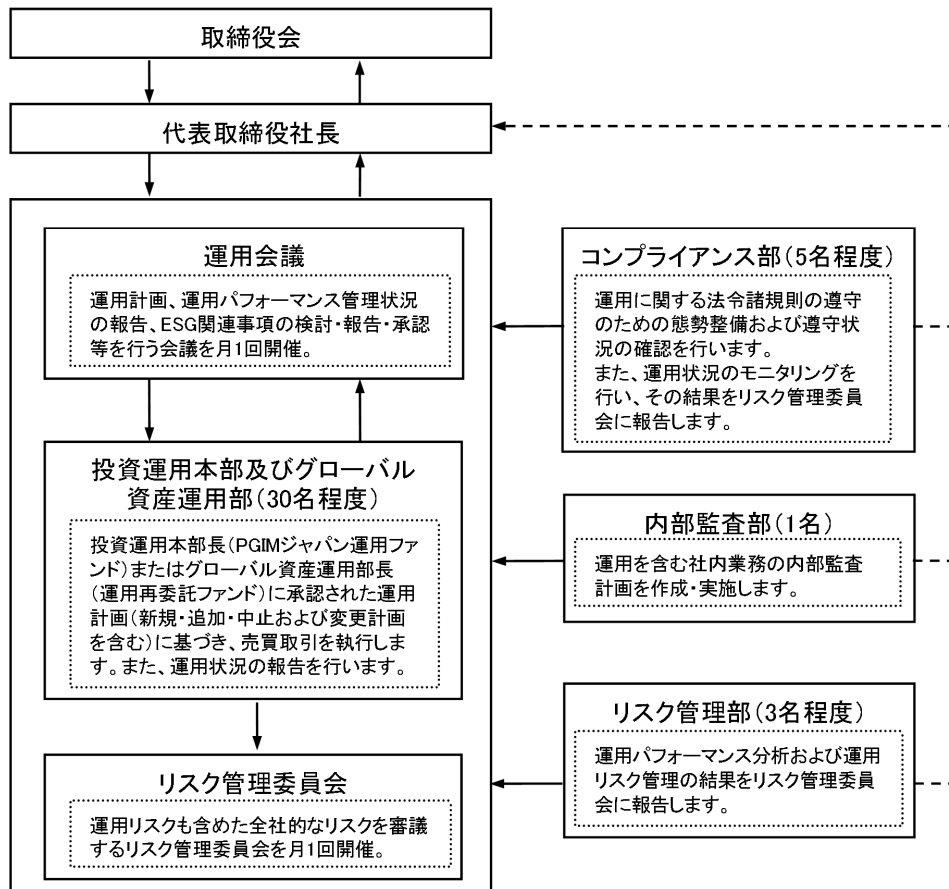 取締役会
代表取締役社長
運用会議
運用計画、運用パフォーマンス管理状況
の報告、ESG関連事項の検討・報告・承認
等を行う会議を月1回開催。
投資運用本部及びグローバル
資産運用部(30名程度)
投資運用本部長(PGIMジャパン運用ファ
ンド)またはグローバル資産運用部長
(運用再委託ファンド)に承認された運用
計画(新規・追加・中止および変更計画
を含む)に基づき、売買取引を執行しま
す。また、運用状況の報告を行います。
リスク管理委員会
運用リスクも含めた全社的なリスクを審議
するリスク管理委員会を月1回開催。
コンプライアンス部(5名程度)
運用に関する法令諸規則の遵守
のための態勢整備および遵守状
況の確認を行います。
また、運用状況のモニタリングを
行い、その結果をリスク管理委員
会に報告します。
内部監査部(1名)
運用を含む社内業務の内部監査
計画を作成・実施します。
リスク管理部(3名程度)
運用パフォーマンス分析および運用
リスク管理の結果をリスク管理委員
会に報告します。